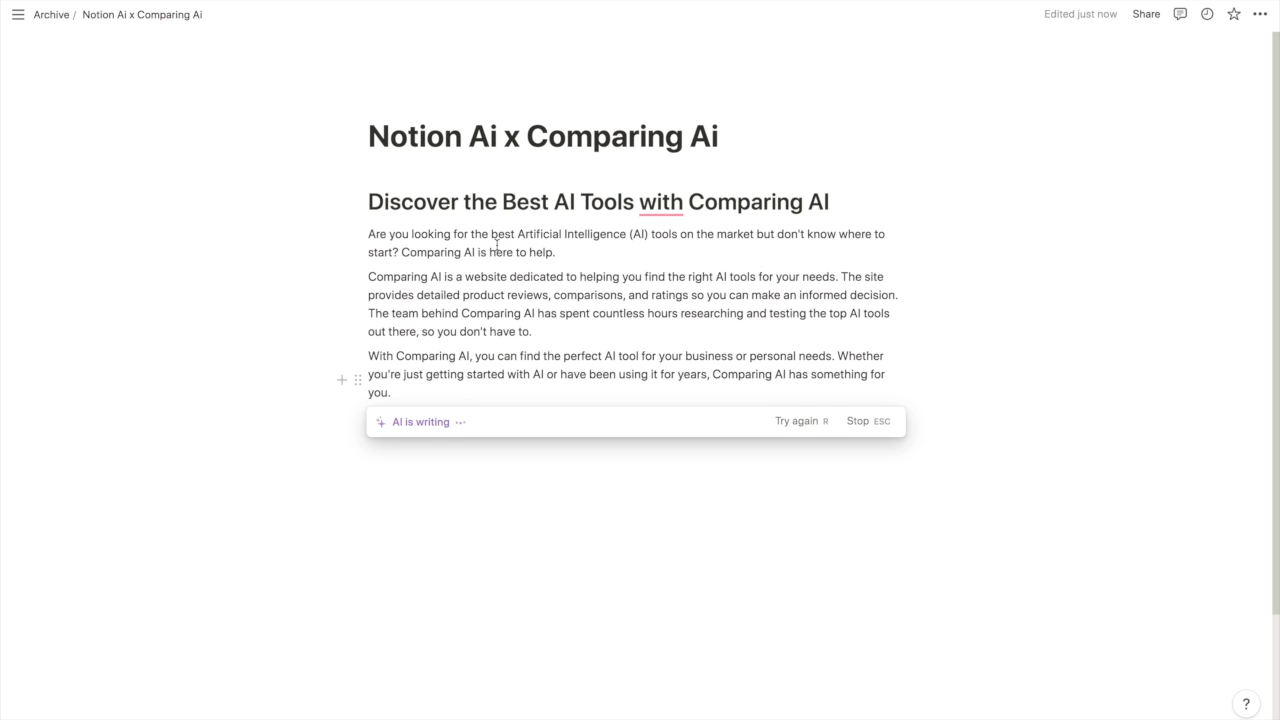 Archive / Notion Ai x Comparing Ai
Edited just now Share
Notion Ai x Comparing Ai
Discover the Best AI Tools with Comparing AI
Are you looking for the best Artificial Intelligence (AI) tools on the market but don't know where to
start? Comparing AI is here to help.
Comparing AI is a website dedicated to helping you find the right AI tools for your needs. The site
provides detailed product reviews, comparisons, and ratings so you can make an informed decision.
The team behind Comparing AI has spent countless hours researching and testing the top AI tools
out there, so you don't have to.
With Comparing AI, you can find the perfect AI tool for your business or personal needs. Whether
you're just getting started with AI or have been using it for years, Comparing AI has something for
you.
AI is writing ... Try again R Stop ESC
?